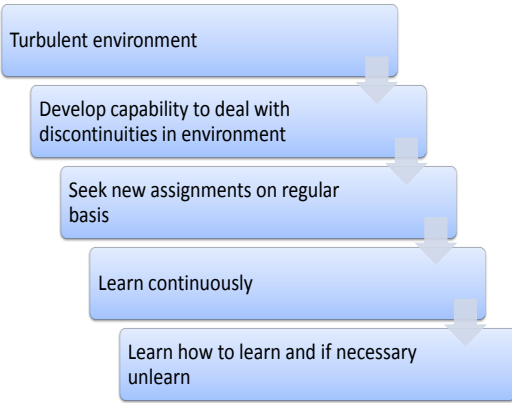 Turbulent environment
Develop capability to deal with
discontinuities in environment
Seek new assignments on regular
basis
Learn continuously
Learn how to learn and if necessary
unlearn